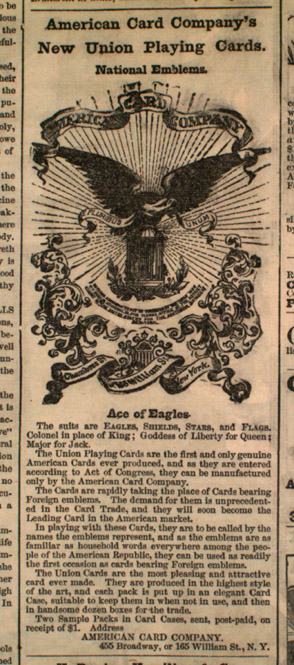 American Card Company's
New Union Playing Cards.
National Emblems.
AMERICAN CARD COMPANY
UNUM
New York.
Ace of Eagles
The suits are EAGLES, SHIELDS, STARS, and FLAGS.
Colonel in place of King; Goddess of Liberty for Queen;
Major for Jack.
The Union Playing Cards are the first and only genuine
American Cards ever produced, and as they are entered
according to Act of Congress, they can be manufactured
only by the American Card Company.
The Cards are rapidly taking the place of Cards bearing
Foreign emblems. The demand for them is unprecedent-
ed in the Card Trade, and they will soon become the
Leading Card in the American market.
In playing with these Cards, they are to be called by the
names the emblems represent, and as the emblems are as
familiar as household words everywhere among the peo-
ple of the American Republic, they can be used as readily
the first occasion as cards bearing Foreign emblems.
The Union Cards are the most pleasing and attractive
card ever made. They are produced in the highest style
of the art, and each pack is put up in an elegant Card
Case, suitable to keep them in when not in use, and then
in handsome dozen boxes for the trade.
Two Sample Packs in Card Cases, sent, post-paid, on
receipt of $1. Address
AMERICAN CARD COMPANY.
455 Broadway, or 165 William St., N. Y.